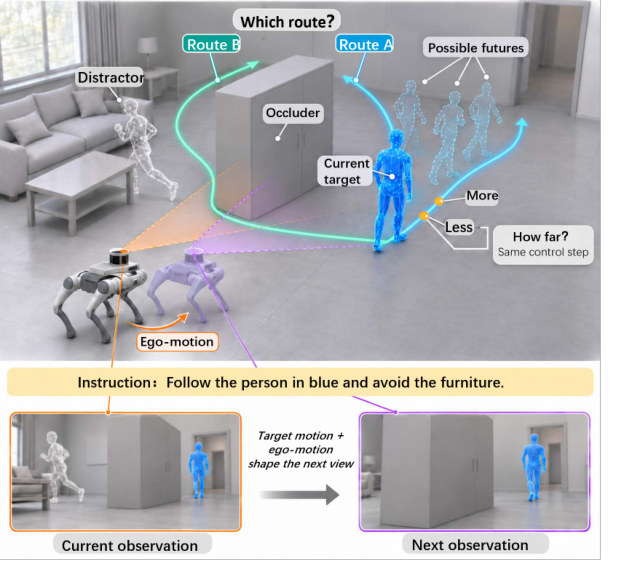 Which route?
Route B
Route A
Possible futures
Distractor
Occluder
Current
target
More
Less
How far?
Same control step
Ego-motion
Instruction: Follow the person in blue and avoid the furniture.
Target motion +
ego-motion
shape the next view
Current observation
Next observation